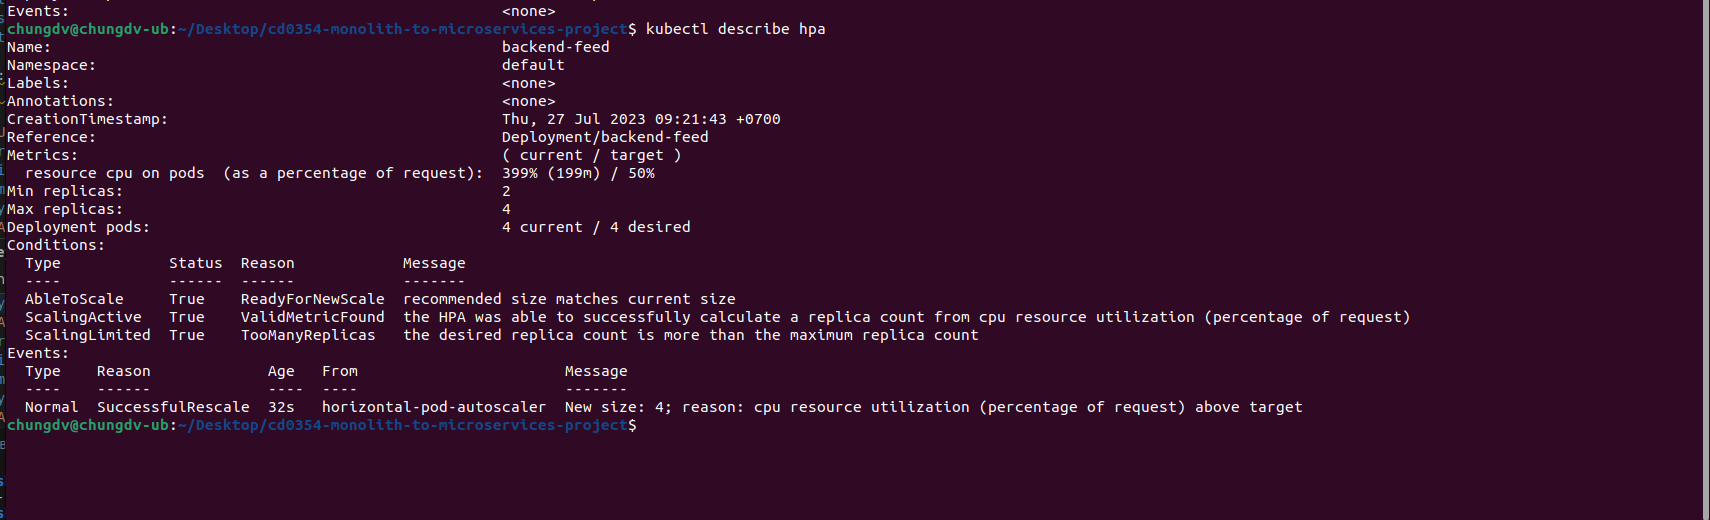 Events: <none>
chungdv@chungdv-ub:~/Desktop/cd0354-monolith-to-microservices-project$ kubectl describe hpa
Name: backend-feed
Namespace: default
Labels: <none>
Annotations: <none>
CreationTimestamp: Thu, 27 Jul 2023 09:21:43 +0700
Reference: Deployment/backend-feed
Metrics: ( current / target )
resource cpu on pods (as a percentage of request): 399% (199m) / 50%
Min replicas: 2
Max replicas: 4
Deployment pods: 4 current / 4 desired
Conditions:
Type Status Reason Message
---- ------ ------ -------
AbleToScale True ReadyForNewScale recommended size matches current size
ScalingActive True ValidMetricFound the HPA was able to successfully calculate a replica count from cpu resource utilization (percentage of request)
ScalingLimited True TooManyReplicas the desired replica count is more than the maximum replica count
Events:
Type Reason Age From Message
---- ------ ---- ---- -------
Normal SuccessfulRescale 32s horizontal-pod-autoscaler New size: 4; reason: cpu resource utilization (percentage of request) above target
chungdv@chungdv-ub:~/Desktop/cd0354-monolith-to-microservices-project$